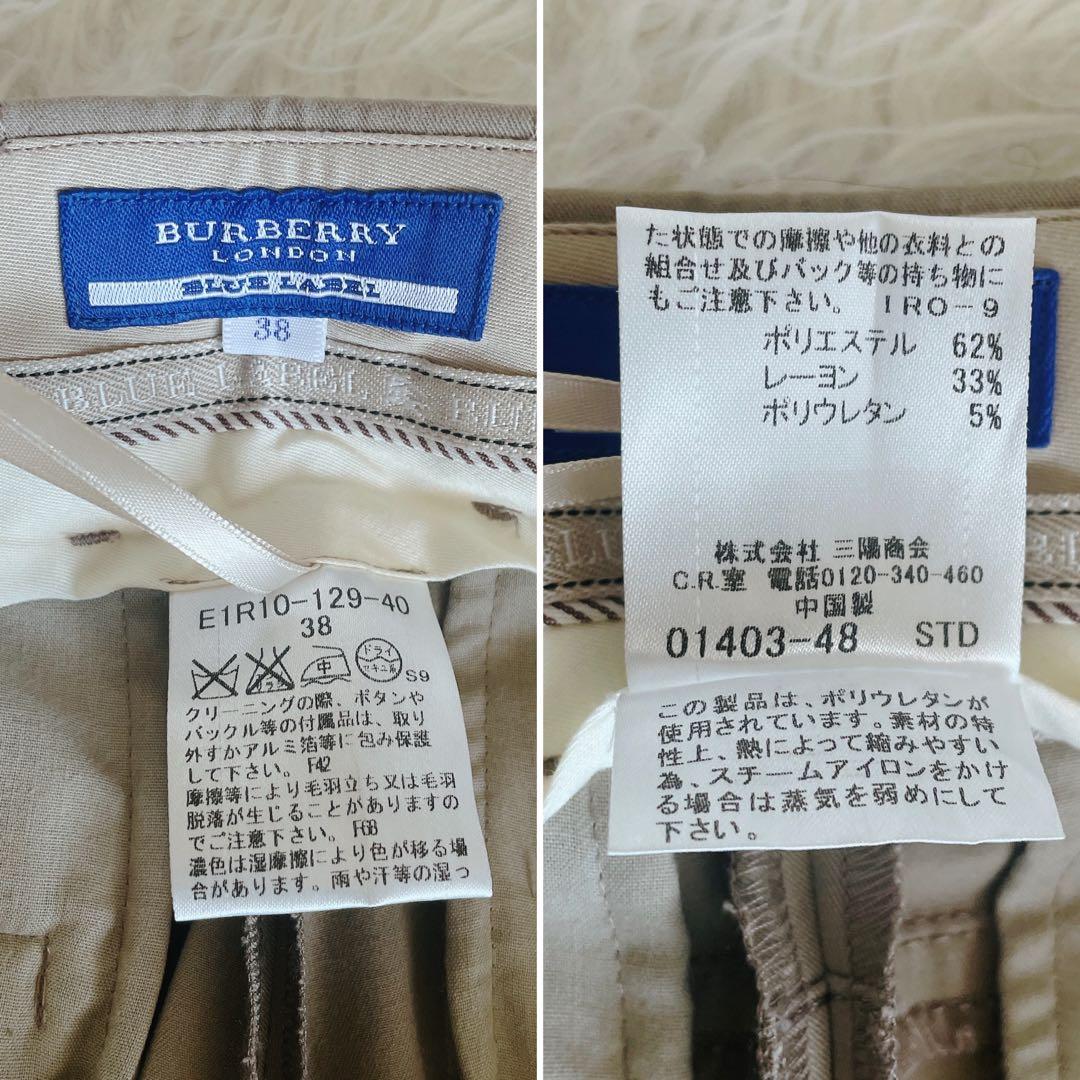 BURBERRY
LONDON
BLUE LABEL
38
BLUE LABEL
E1R10-129-40
38
中
ドライ
セキユ系
S9
クリーニングの際、ボタンや
バックル等の付属品は、取り
外すかアルミ箔等に包み保護
して下さい。 F42
摩擦等により毛羽立ち又は毛羽
脱落が生じることがありますの
でご注意下さい。 F68
濃色は湿摩擦により色が移る場
合があります。雨や汗等の湿っ
た状態での摩擦や他の衣料との
組合せ及びバック等の持ち物に
もご注意下さい。 IRO-9
ポリエステル 62%
レーヨン 33%
ポリウレタン 5%
株式会社 三陽商会
C.R.室 電話0120-340-460
中国製
01403-48 STD
この製品は、ポリウレタンが
使用されています。素材の特
性上、熱によって縮みやすい
為、スチームアイロンをかけ
る場合は蒸気を弱めにして
下さい。